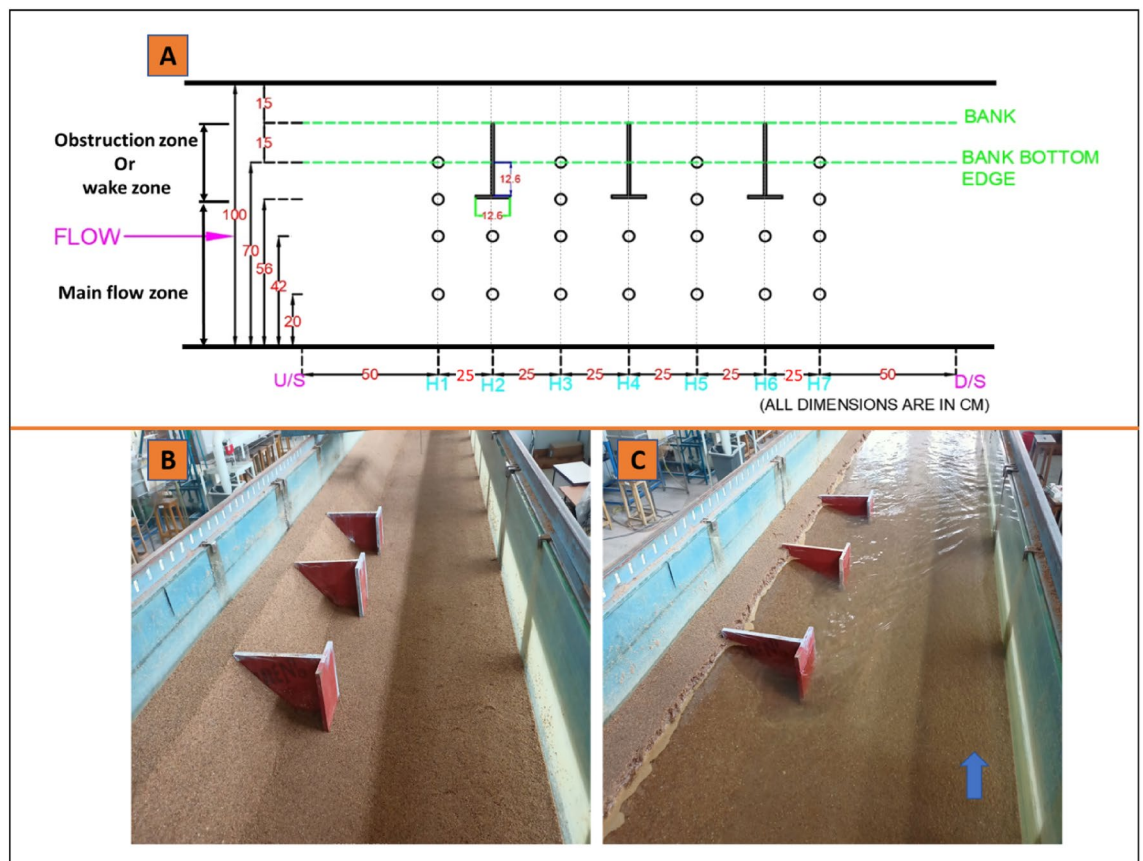 A
15
15
BANK
Obstruction zone
Or
wake zone
BANK BOTTOM
EDGE
12.6
12.6
100
FLOW
70
56
42
Main flow zone
20
50
25
25
25
25
25
25
50
U/S
H1
H2
H3
H4
H5
H6
H7
D/S
(ALL DIMENSIONS ARE IN CM)
B
C